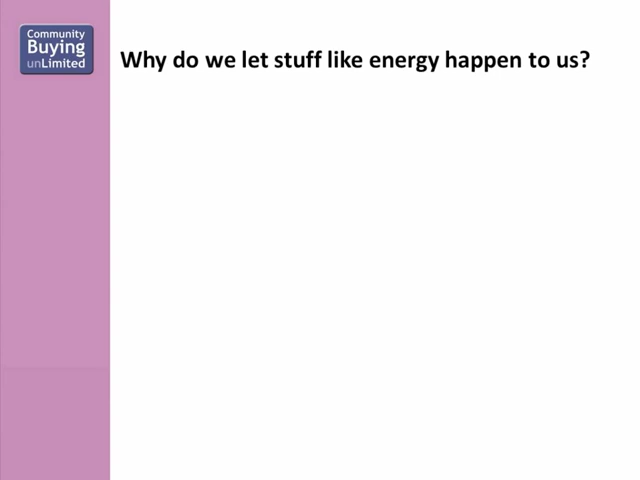 Community
Buying
unLimited
Why do we let stuff like energy happen to us?